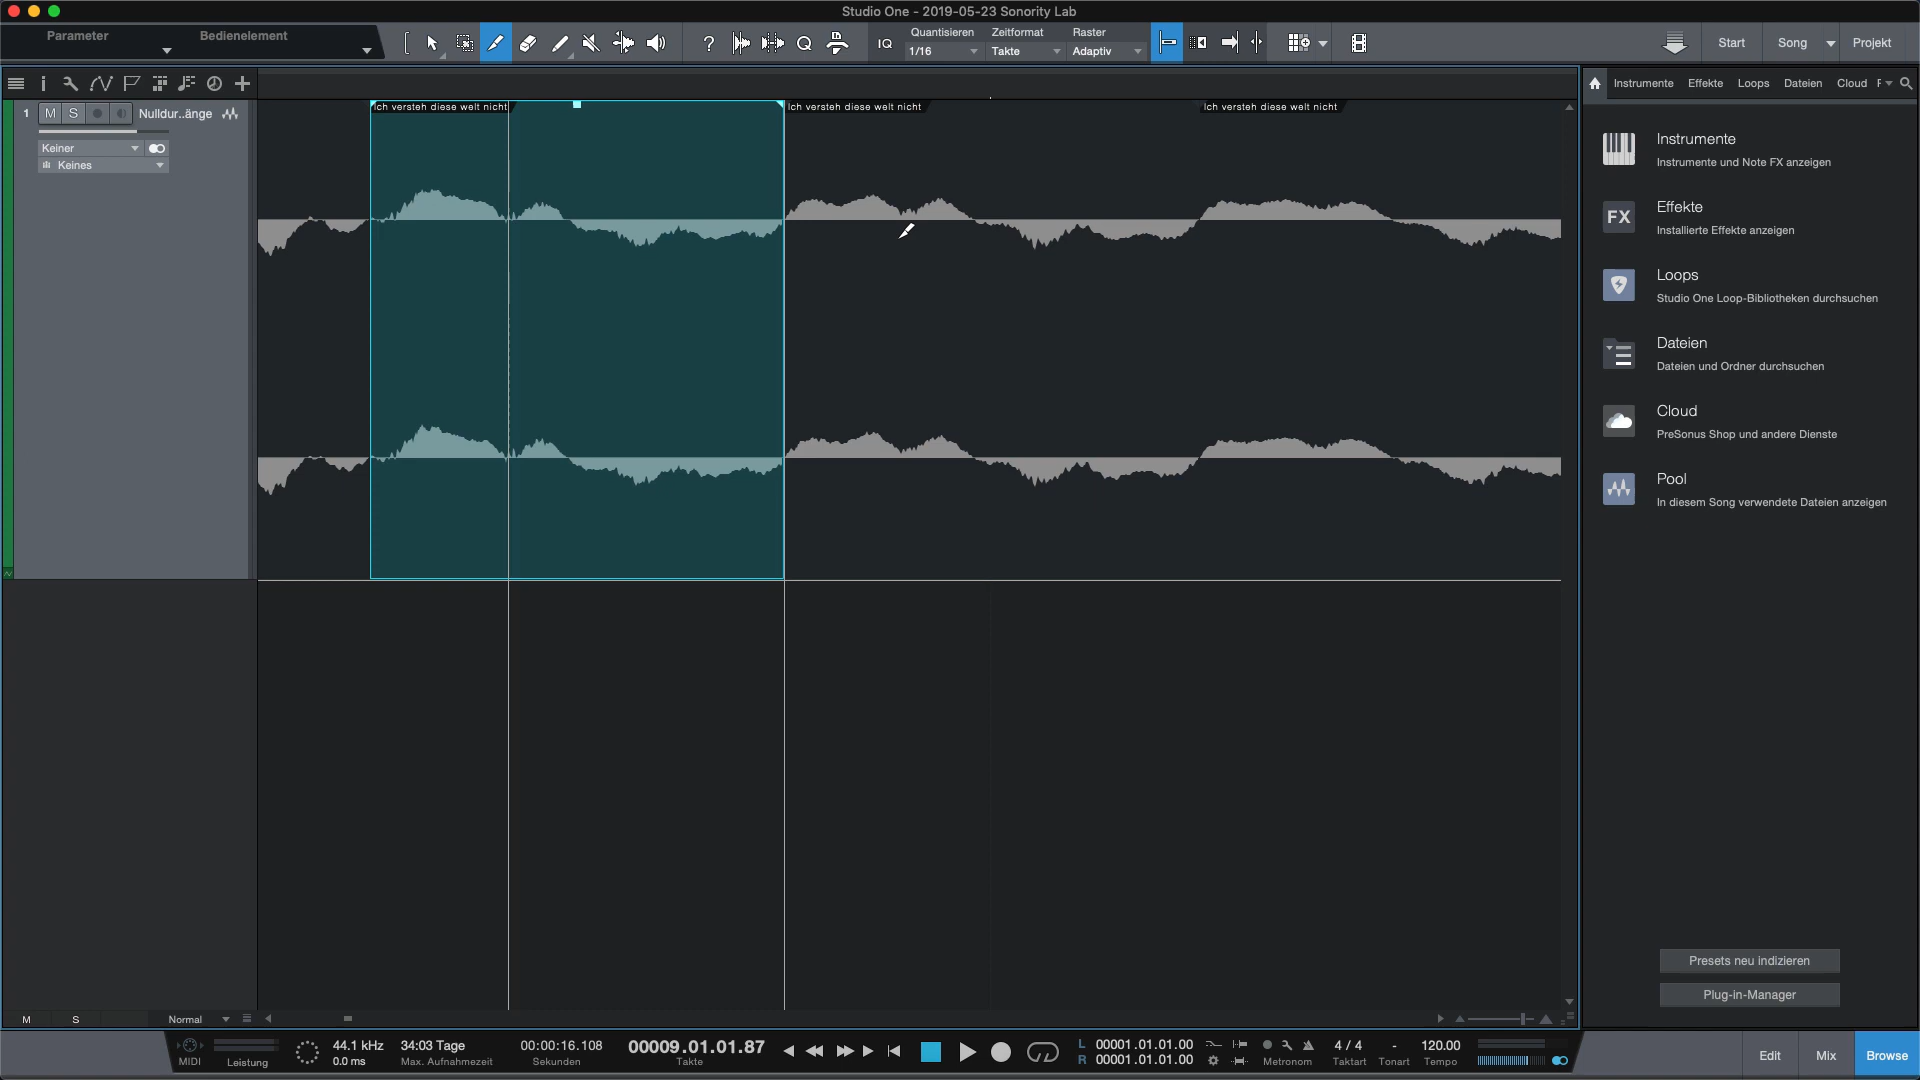 Studio One - 2019-05-23 Sonority Lab
Parameter
Bedienelement
IQ
Quantisieren
1/16
Zeitformat
Takte
Raster
Adaptiv
Start
Song
Projekt
Instrumente
Effekte
Loops
Dateien
Cloud
1
M
S
Nulldur..änge
Keiner
Keines
Ich versteh diese welt nicht
Ich versteh diese welt nicht
Ich versteh diese welt nicht
Instrumente
Instrumente und Note FX anzeigen
FX
Effekte
Installierte Effekte anzeigen
Loops
Studio One Loop-Bibliotheken durchsuchen
Dateien
Dateien und Ordner durchsuchen
Cloud
PreSonus Shop und andere Dienste
Pool
In diesem Song verwendete Dateien anzeigen
Presets neu indizieren
Plug-in-Manager
M
S
Normal
MIDI
Leistung
44.1 kHz
0.0 ms
34:03 Tage
Max. Aufnahmezeit
00:00:16.108
Sekunden
00009.01.01.87
Takte
L 00001.01.01.00
R 00001.01.01.00
Metronom
4 / 4
Taktart
-
Tonart
120.00
Tempo
Edit
Mix
Browse